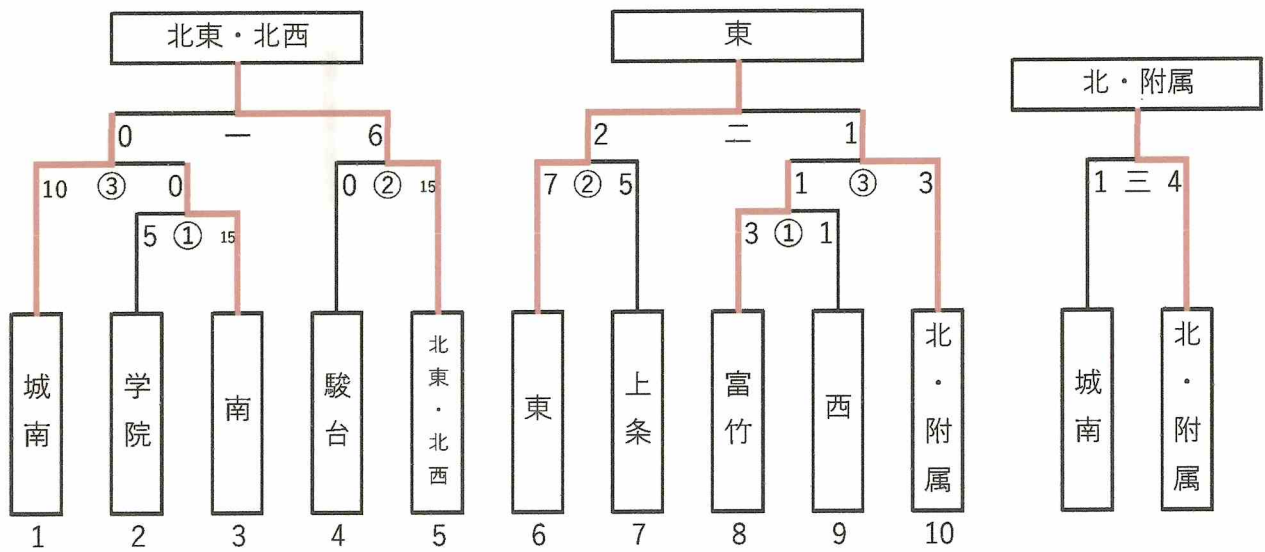 北東・北西
東
北・附属
0 一 6
2 二 1
10 ③ 0
0 ② 15
7 ② 5
1 ③ 3
1 三 4
5 ① 15
3 ① 1
城南
学院
南
駿台
北東・北西
東
上条
富竹
西
北・附属
城南
北・附属
1 2 3 4 5 6 7 8 9 10